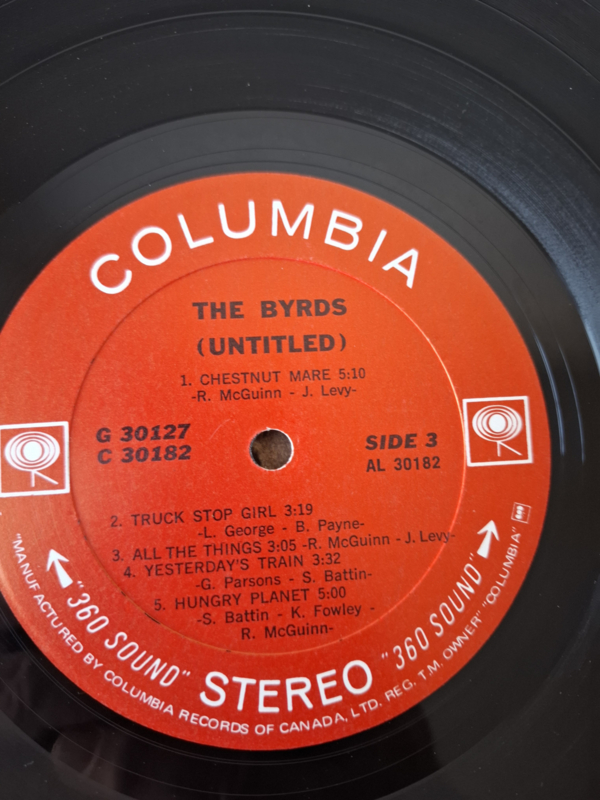 COLUMBIA
THE BYRDS
(UNTITLED)
1. CHESTNUT MARE 5:10
-R. McGuinn - J. Levy-
G 30127
C 30182
SIDE 3
AL 30182
2. TRUCK STOP GIRL 3:19
-L. George - B. Payne-
3. ALL THE THINGS 3:05 -R. McGuinn - J. Levy-
4. YESTERDAY'S TRAIN 3:32
-G. Parsons - S. Battin-
5. HUNGRY PLANET 5:00
-S. Battin - K. Fowley -
R. McGuinn-
"360 SOUND" STEREO "360 SOUND"
"MANUFACTURED BY COLUMBIA RECORDS OF CANADA, LTD. REG. T.M. OWNER" "COLUMBIA"